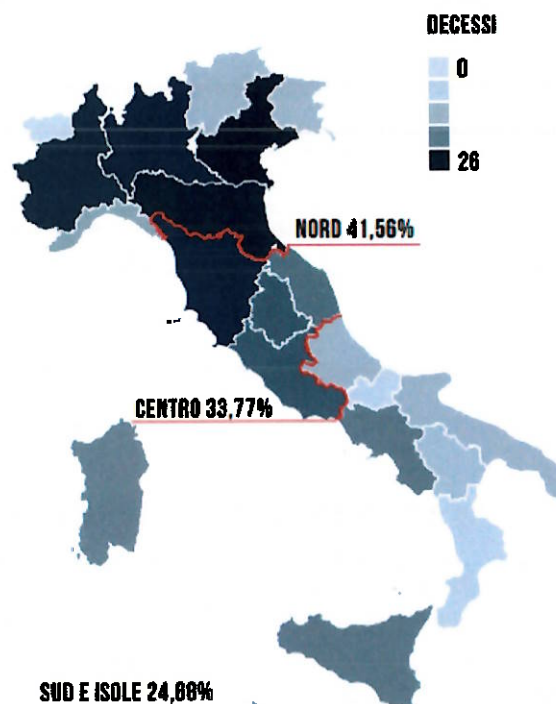 DECESSI
0
26
NORD 41,56%
CENTRO 33,77%
SUD E ISOLE 24,68%